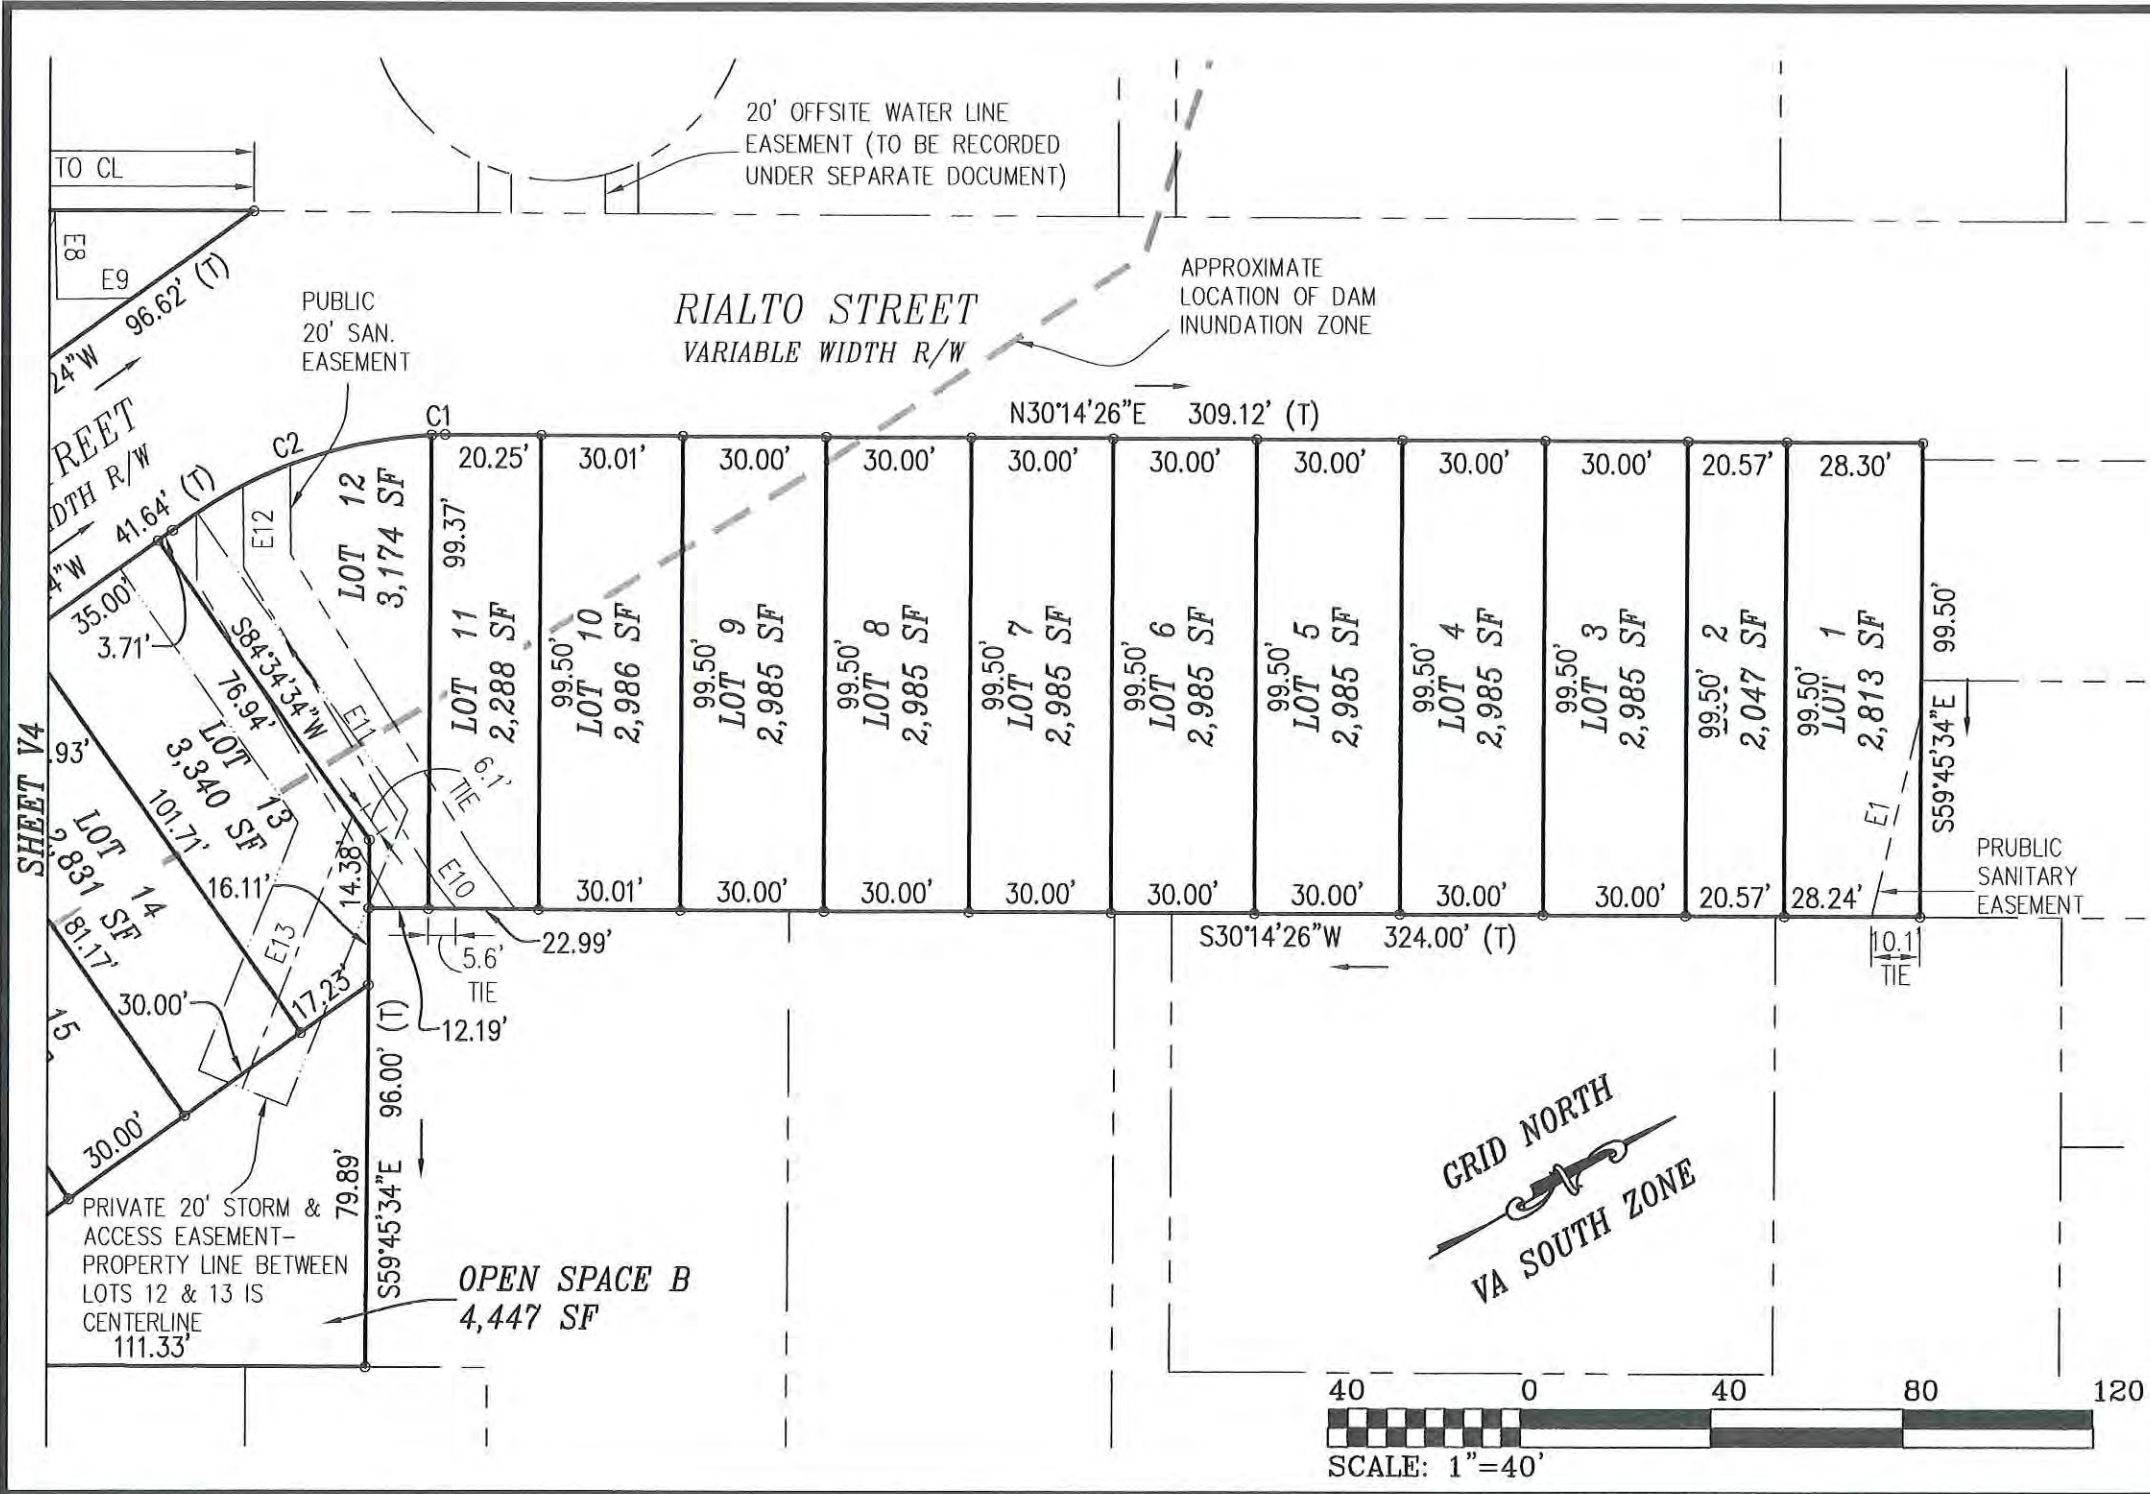 TO CL
20' OFFSITE WATER LINE
EASEMENT (TO BE RECORDED
UNDER SEPARATE DOCUMENT)
E8
E9
96.62' (T)
24"W
PUBLIC
20' SAN.
EASEMENT
RIALTO STREET
VARIABLE WIDTH R/W
APPROXIMATE
LOCATION OF DAM
INUNDATION ZONE
N30°14'26"E 309.12' (T)
REET
IDTH R/W
41.64' (T)
4"W
C2
C1
20.25'
30.01'
30.00'
30.00'
30.00'
30.00'
30.00'
30.00'
30.00'
20.57'
28.30'
35.00'
3.71'
E12
LOT 12
3,174 SF
99.37'
LOT 11
2,288 SF
99.50'
LOT 10
2,986 SF
99.50'
LOT 9
2,985 SF
99.50'
LOT 8
2,985 SF
99.50'
LOT 7
2,985 SF
99.50'
LOT 6
2,985 SF
99.50'
LOT 5
2,985 SF
99.50'
LOT 4
2,985 SF
99.50'
LOT 3
2,985 SF
99.50'
LOT 2
2,047 SF
99.50'
LOT 1
2,813 SF
99.50'
S59°45'34"E
E1
S84°34'34"W
76.94'
E11
6.1'
TIE
LOT 13
3,340 SF
101.71'
SHEET V4
.93'
LOT 14
2,831 SF
81.17'
15
16.11'
14.38'
E10
E13
17.23'
30.00'
30.00'
30.01'
30.00'
30.00'
30.00'
30.00'
30.00'
30.00'
30.00'
20.57'
28.24'
PRUBLIC
SANITARY
EASEMENT
22.99'
5.6'
TIE
12.19'
S30°14'26"W 324.00' (T)
10.1'
TIE
S59°45'34"E 96.00' (T)
79.89'
PRIVATE 20' STORM &
ACCESS EASEMENT-
PROPERTY LINE BETWEEN
LOTS 12 & 13 IS
CENTERLINE
111.33'
OPEN SPACE B
4,447 SF
GRID NORTH
VA SOUTH ZONE
40 0 40 80 120
SCALE: 1"=40'